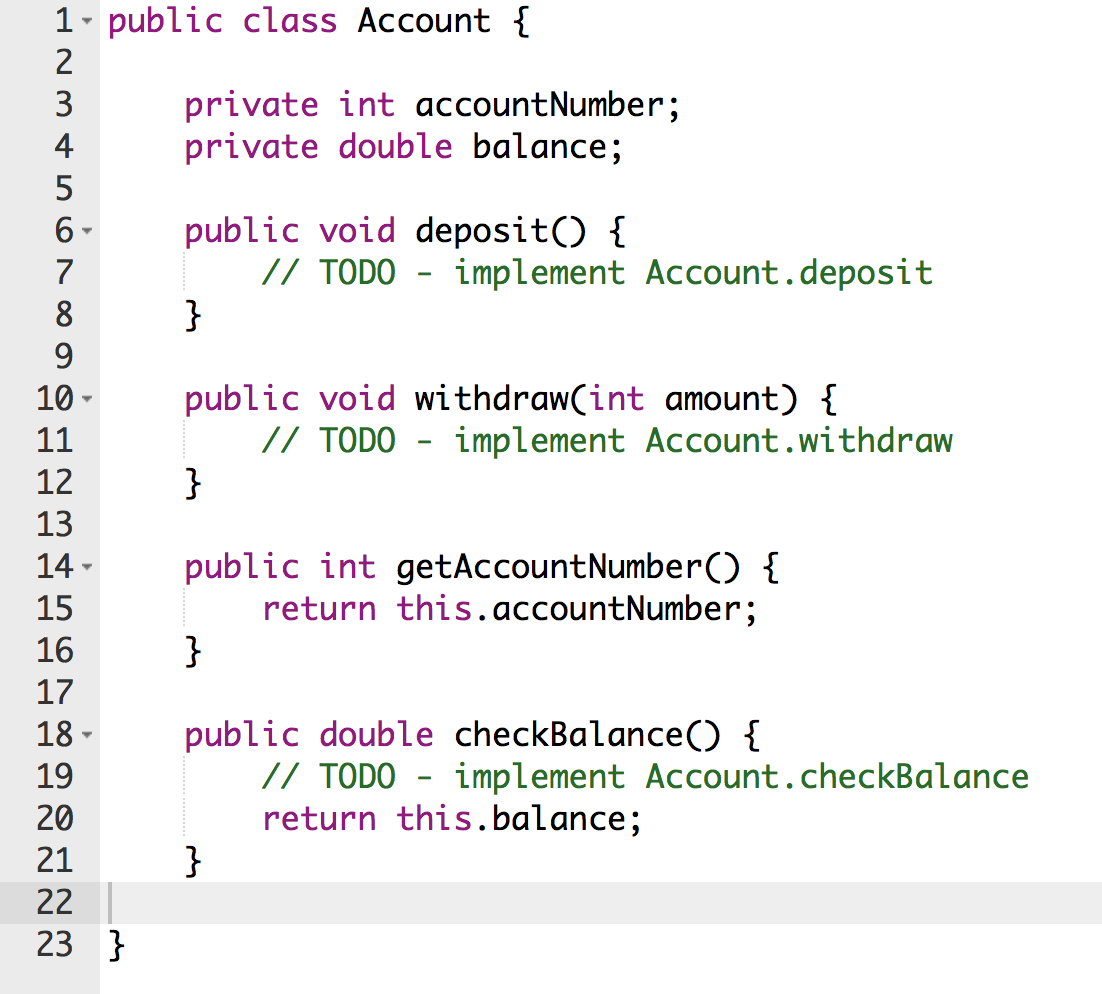 1 public class Account {
2
3     private int accountNumber;
4     private double balance;
5
6     public void deposit() {
7         // TODO - implement Account.deposit
8     }
9
10     public void withdraw(int amount) {
11         // TODO - implement Account.withdraw
12     }
13
14     public int getAccountNumber() {
15         return this.accountNumber;
16     }
17
18     public double checkBalance() {
19         // TODO - implement Account.checkBalance
20         return this.balance;
21     }
22
23 }